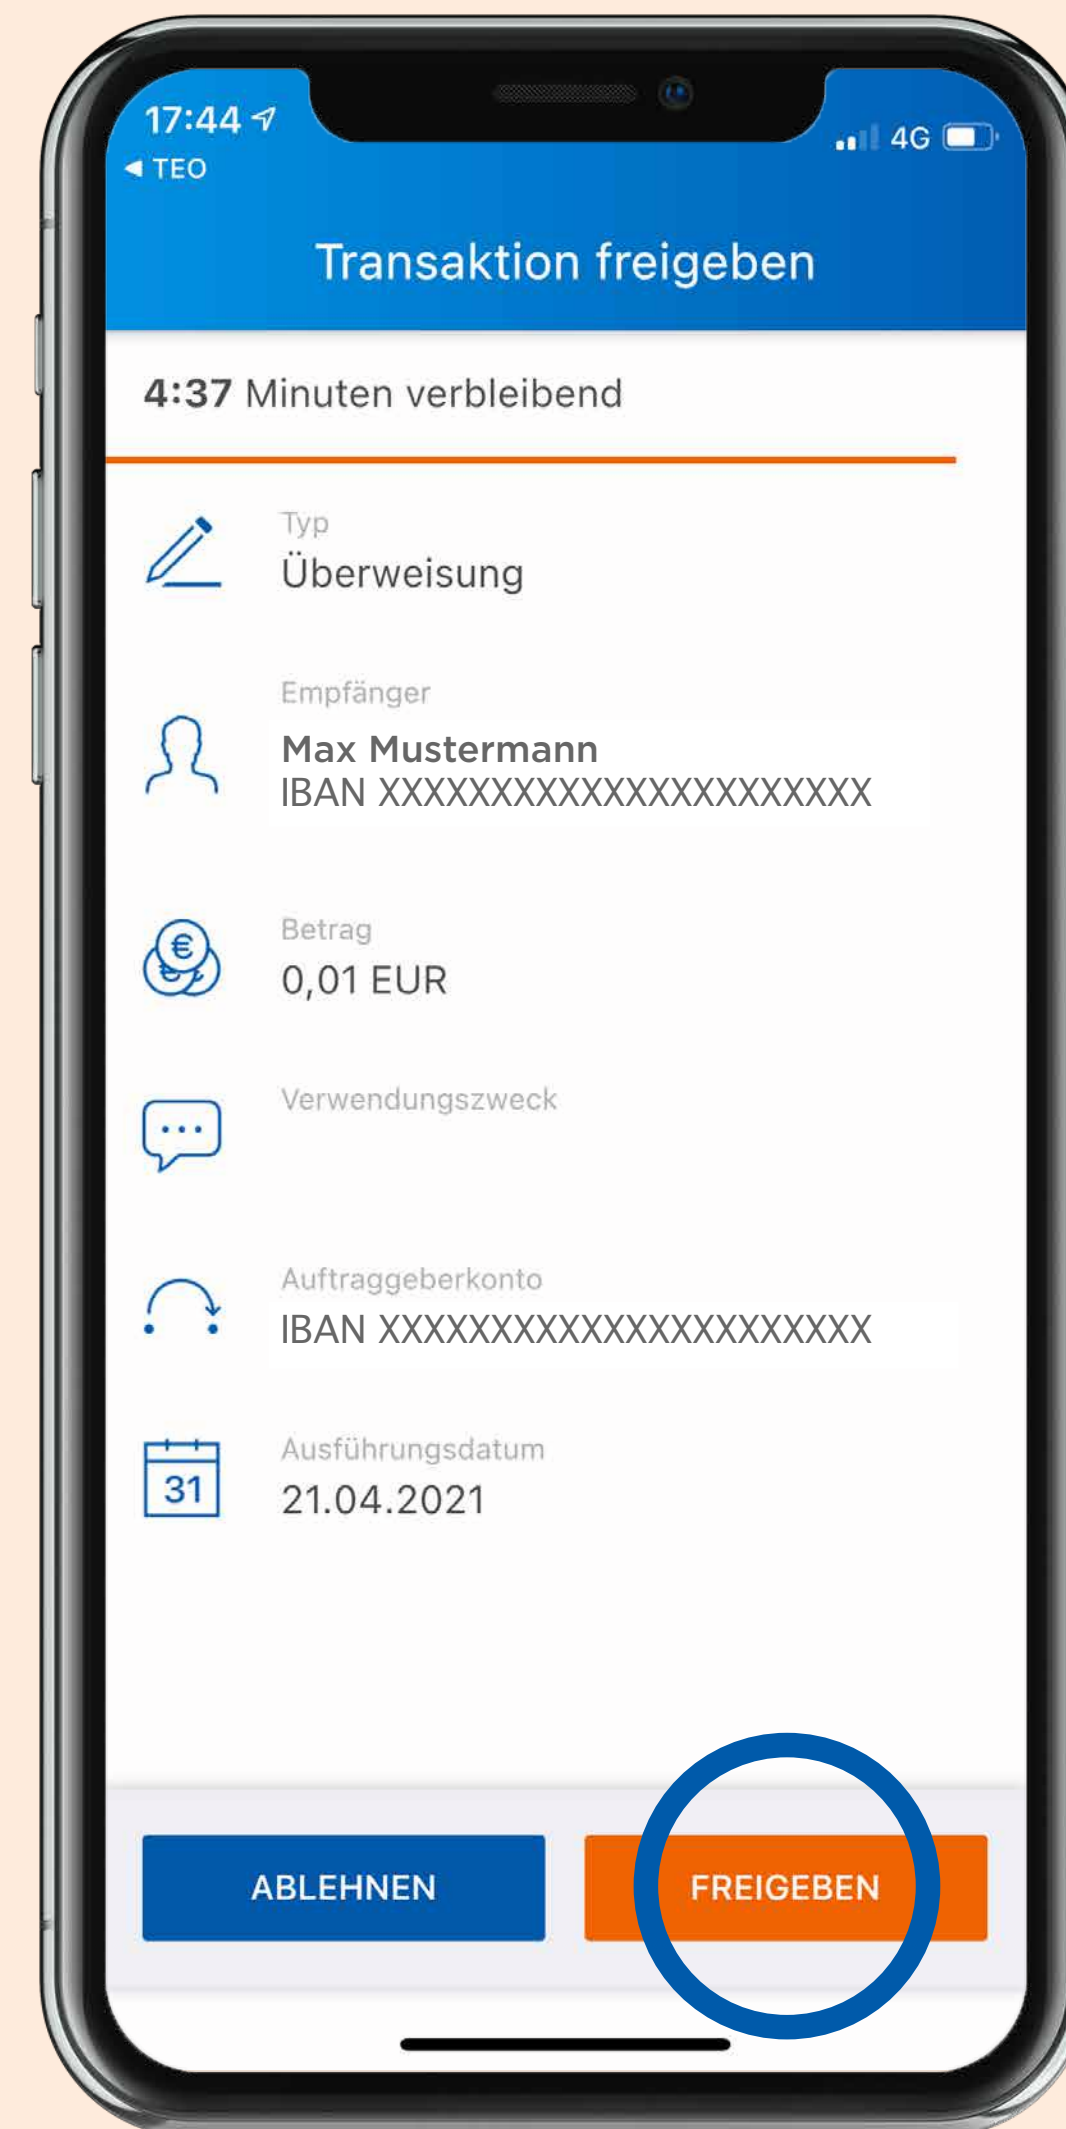 17:44
4G
◀ TEO
Transaktion freigeben
4:37 Minuten verbleibend
Typ
Überweisung
Empfänger
Max Mustermann
IBAN XXXXXXXXXXXXXXXXXXXXXX
Betrag
0,01 EUR
Verwendungszweck
Auftraggeberkonto
IBAN XXXXXXXXXXXXXXXXXXXXXX
Ausführungsdatum
31
21.04.2021
ABLEHNEN
FREIGEBEN